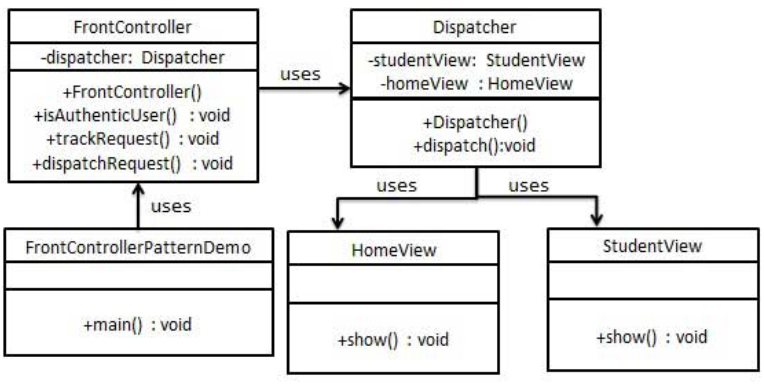 FrontController
-dispatcher: Dispatcher
+FrontController()
+isAuthenticUser() : void
+trackRequest() : void
+dispatchRequest() : void
uses
Dispatcher
-studentView: StudentView
-homeView : HomeView
+Dispatcher()
+dispatch():void
uses
uses
uses
FrontControllerPatternDemo
+main() : void
HomeView
+show() : void
StudentView
+show() : void